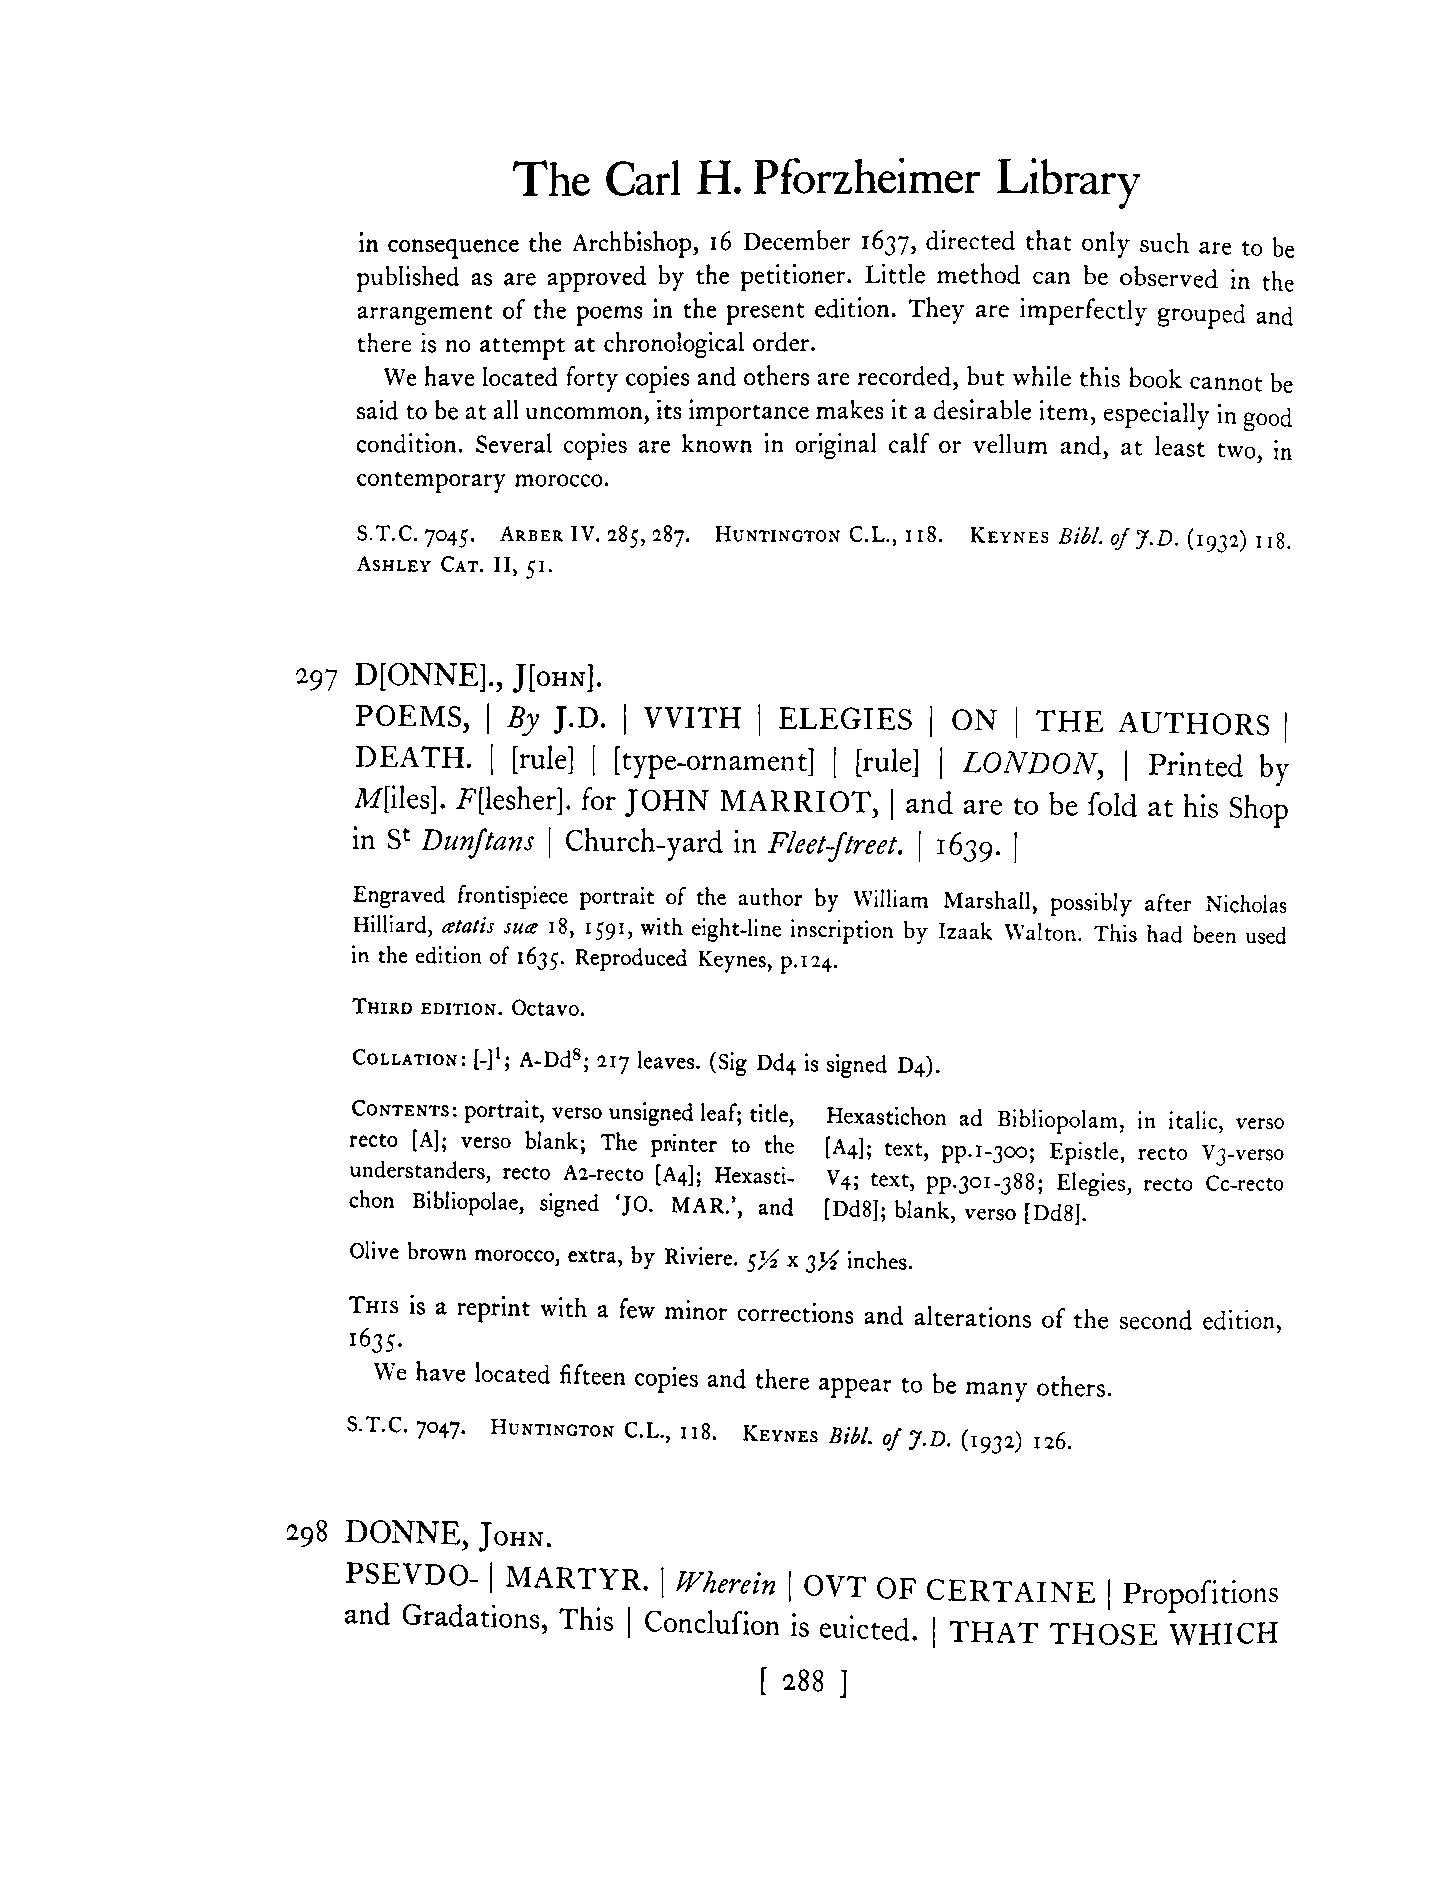 The Carl H. Pforzheimer Library
in consequence the Archbishop, 16 December 1637, directed that only such are to be
published as are approved by the petitioner. Little method can be observed in the
arrangement of the poems in the present edition. They are imperfectly grouped and
there is no attempt at chronological order.
We have located forty copies and others are recorded, but while this book cannot be
said to be at all uncommon, its importance makes it a desirable item, especially in good
condition. Several copies are known in original calf or vellum and, at least two, in
contemporary morocco.
S.T.C. 7045. ARBER IV. 285, 287. HUNTINGTON C.L., 118. KEYNES Bibl. of J.D. (1932) 118.
ASHLEY CAT. II, 51.
297 D[ONNE]., J[OHN].
POEMS, | By J.D. | VVITH | ELEGIES | ON | THE AUTHORS |
DEATH. | [rule] | [type-ornament] | [rule] | LONDON, | Printed by
M[iles]. F[lesher]. for JOHN MARRIOT, | and are to be ſold at his Shop
in St Dunſtans | Church-yard in Fleet-ſtreet. | 1639. |
Engraved frontispiece portrait of the author by William Marshall, possibly after Nicholas
Hilliard, ætatis suæ 18, 1591, with eight-line inscription by Izaak Walton. This had been used
in the edition of 1635. Reproduced Keynes, p.124.
THIRD EDITION. Octavo.
COLLATION: [-]¹; A-Dd⁸; 217 leaves. (Sig Dd4 is signed D4).
CONTENTS: portrait, verso unsigned leaf; title,
recto [A]; verso blank; The printer to the
understanders, recto A2-recto [A4]; Hexasti-
chon Bibliopolae, signed ‘JO. MAR.’, and
Hexastichon ad Bibliopolam, in italic, verso
[A4]; text, pp.1-300; Epistle, recto V3-verso
V4; text, pp.301-388; Elegies, recto Cc-recto
[Dd8]; blank, verso [Dd8].
Olive brown morocco, extra, by Riviere. 5½ x 3½ inches.
THIS is a reprint with a few minor corrections and alterations of the second edition,
1635.
We have located fifteen copies and there appear to be many others.
S.T.C. 7047. HUNTINGTON C.L., 118. KEYNES Bibl. of J.D. (1932) 126.
298 DONNE, JOHN.
PSEVDO- | MARTYR. | Wherein | OVT OF CERTAINE | Propoſitions
and Gradations, This | Concluſion is euicted. | THAT THOSE WHICH
[ 288 ]